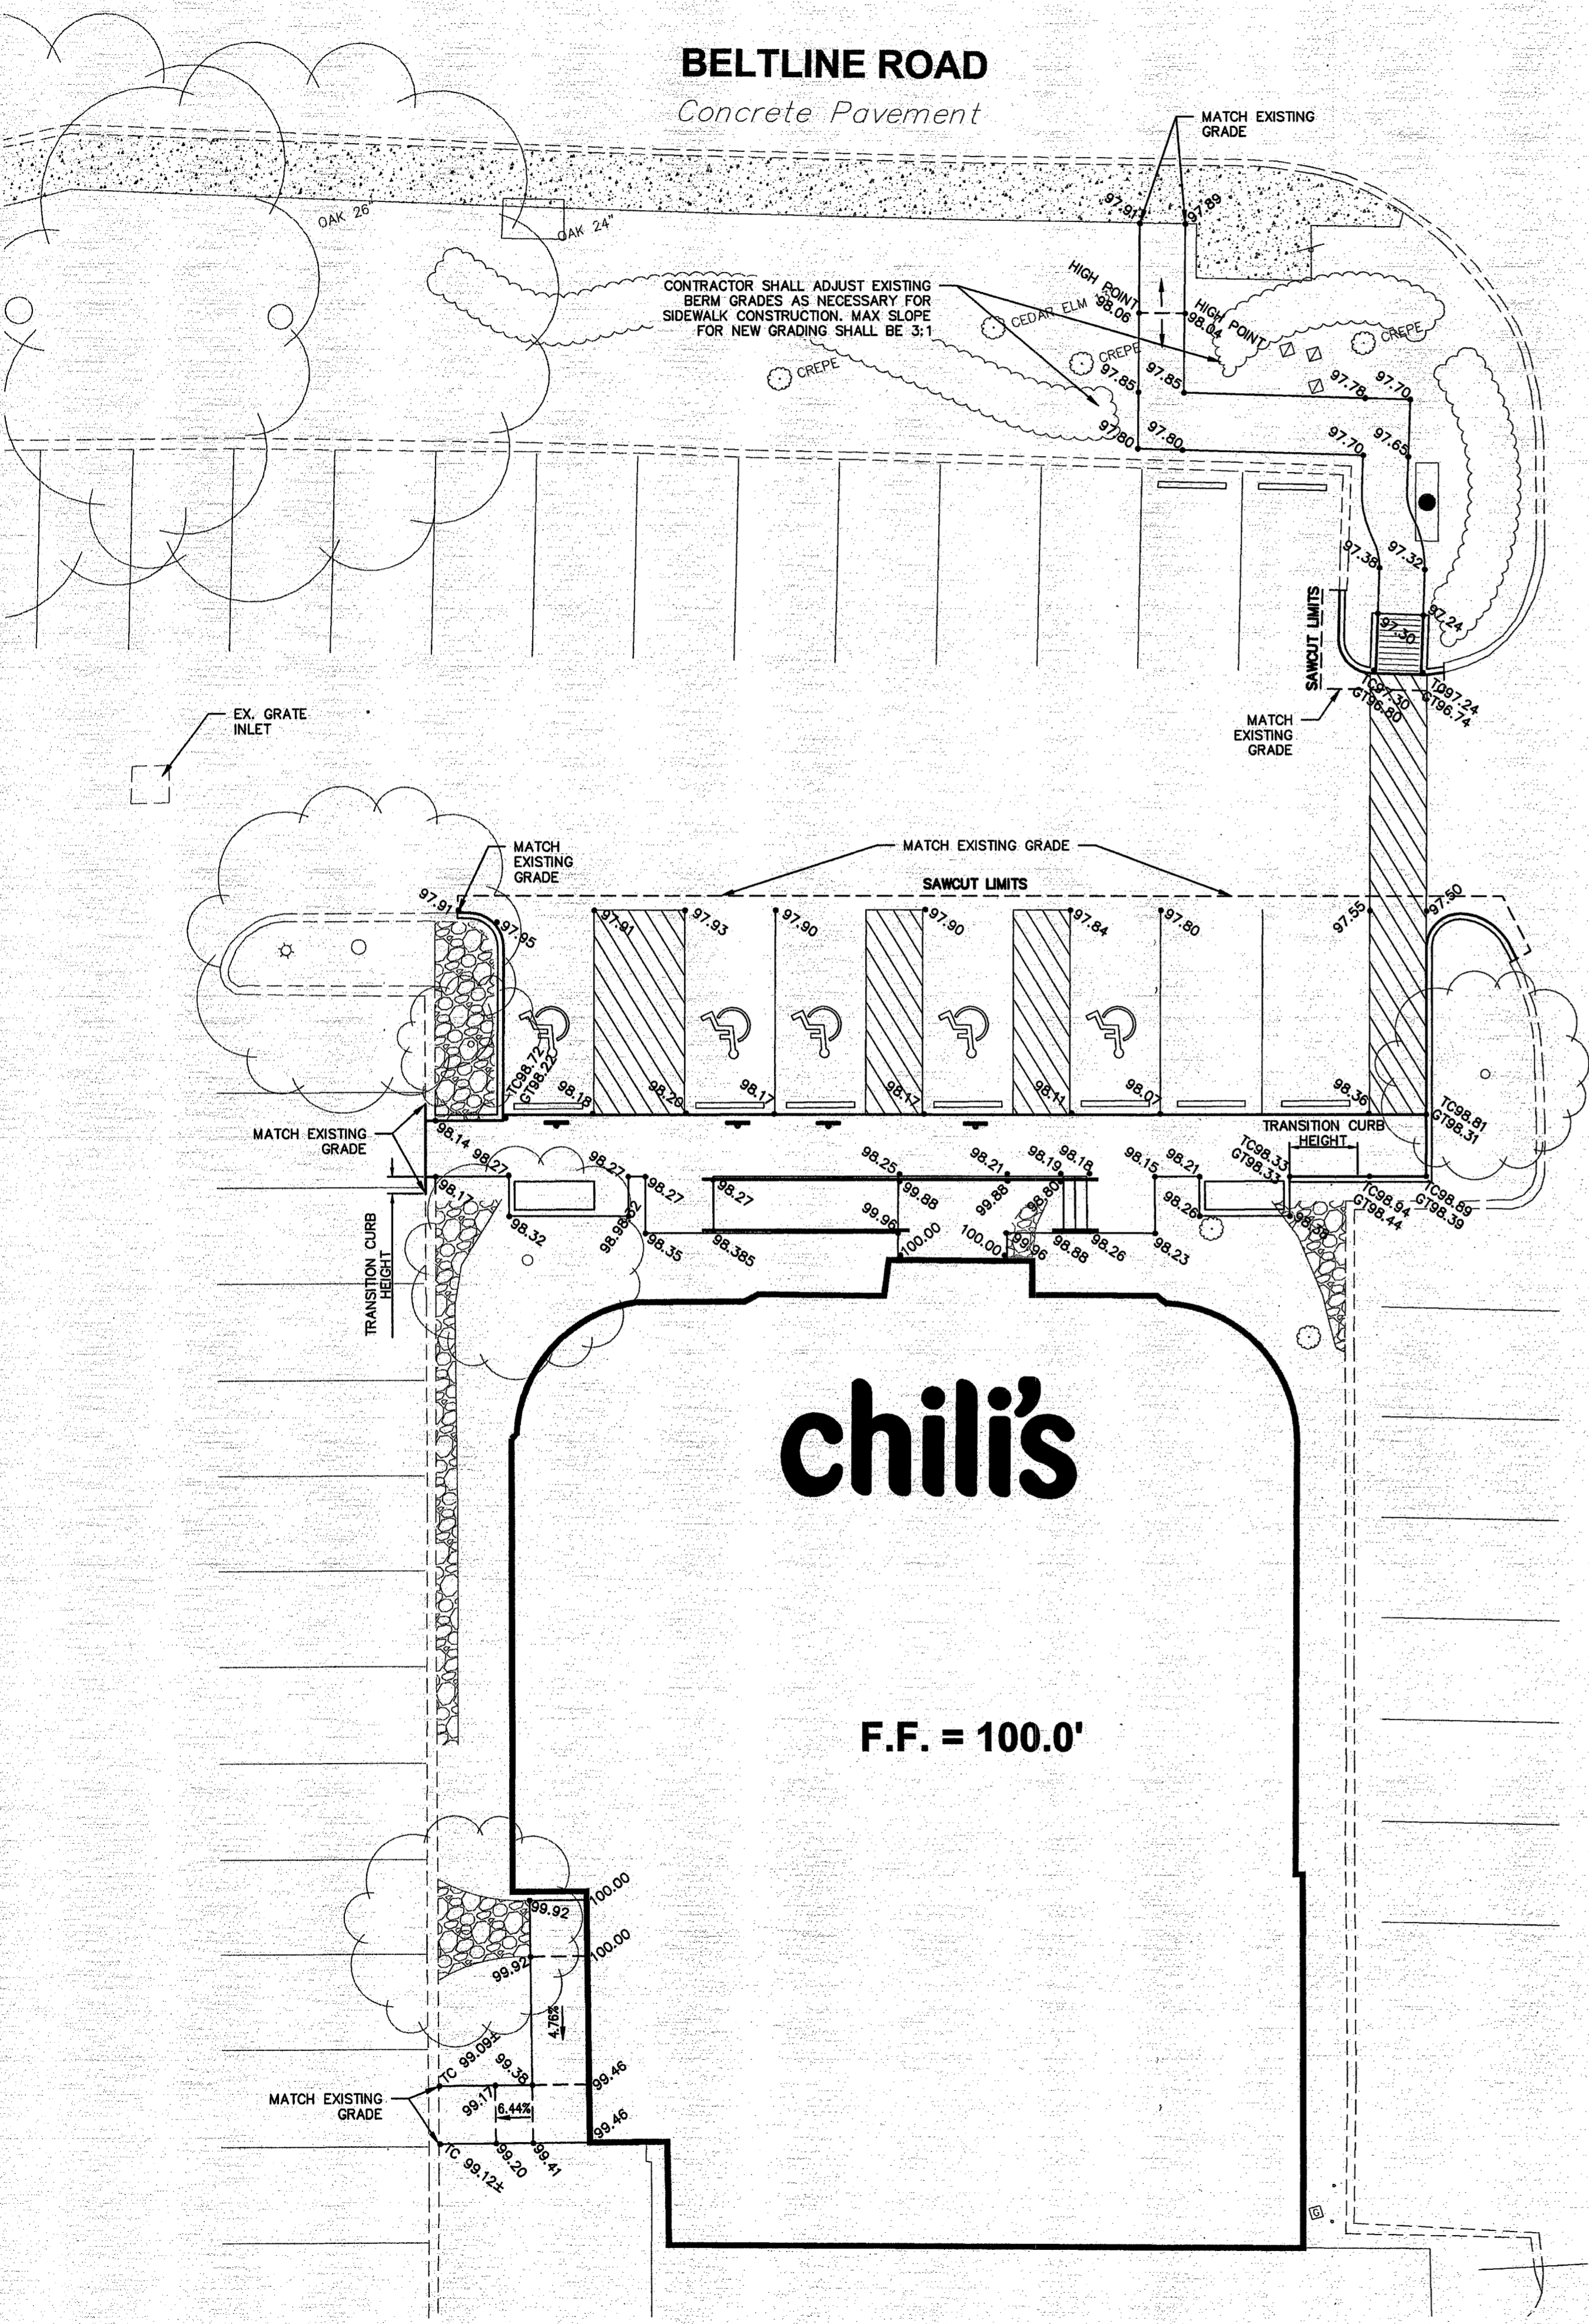 BELTLINE ROAD
Concrete Pavement
MATCH EXISTING
GRADE
97.91
97.89
OAK 26"
OAK 24"
HIGH POINT
98.06
HIGH POINT
98.04
CONTRACTOR SHALL ADJUST EXISTING
BERM GRADES AS NECESSARY FOR
SIDEWALK CONSTRUCTION. MAX SLOPE
FOR NEW GRADING SHALL BE 3:1
CEDAR ELM
CREPE
CREPE
CREPE
97.85
97.85
97.78
97.70
97.80
97.80
97.70
97.65
97.38
97.32
SAWCUT LIMITS
97.30
97.24
TC97.30
GT96.80
TC97.24
GT96.74
MATCH
EXISTING
GRADE
EX. GRATE
INLET
MATCH
EXISTING
GRADE
MATCH EXISTING GRADE
SAWCUT LIMITS
97.91
97.95
97.91
97.93
97.90
97.90
97.84
97.80
97.55
97.50
TC98.72
GT98.22
98.18
98.20
98.17
98.17
98.11
98.07
98.36
TC98.81
GT98.31
MATCH EXISTING
GRADE
98.14
TRANSITION CURB
HEIGHT
98.17
98.27
98.27
98.27
98.27
98.25
98.21
98.19
98.18
98.15
98.21
TC98.33
GT98.33
99.88
99.88
98.80
98.26
TC98.94
GT98.44
TC98.89
GT98.39
TRANSITION CURB
HEIGHT
98.32
98.35
98.385
99.96
100.00
100.00
99.96
98.88
98.26
98.23
chili's
F.F. = 100.0'
99.92
100.00
99.92
100.00
4.76%
TC 99.09±
99.38
99.46
MATCH EXISTING
GRADE
99.17
6.44%
99.46
TC 99.12±
99.20
99.41
G